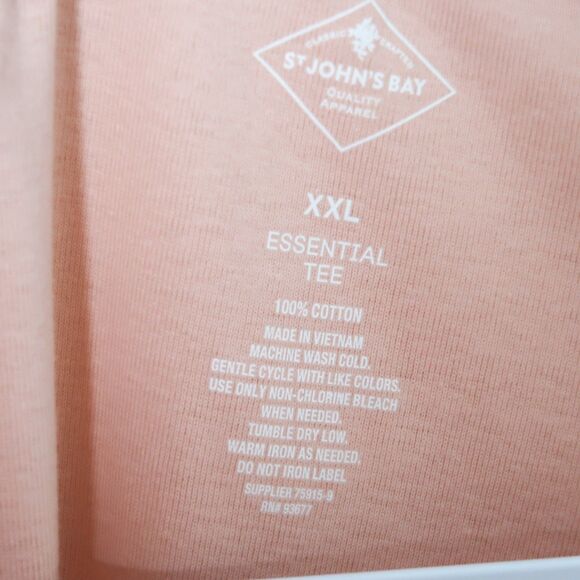 CLASSIC CRAFTED
ST JOHN'S BAY
QUALITY
APPAREL
XXL
ESSENTIAL
TEE
100% COTTON
MADE IN VIETNAM
MACHINE WASH COLD.
GENTLE CYCLE WITH LIKE COLORS.
USE ONLY NON-CHLORINE BLEACH
WHEN NEEDED.
TUMBLE DRY LOW.
WARM IRON AS NEEDED.
DO NOT IRON LABEL
SUPPLIER 75915-9
RN# 93677